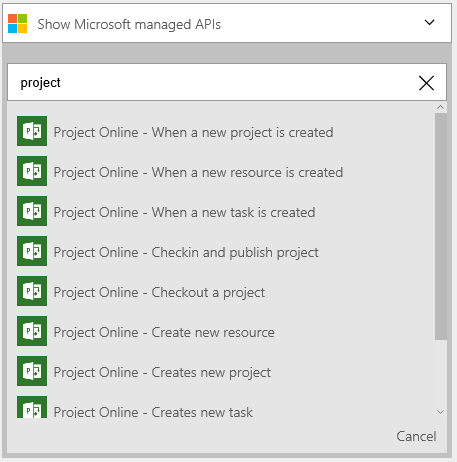 Show Microsoft managed APIs
project
Project Online - When a new project is created
Project Online - When a new resource is created
Project Online - When a new task is created
Project Online - Checkin and publish project
Project Online - Checkout a project
Project Online - Create new resource
Project Online - Creates new project
Project Online - Creates new task
Cancel